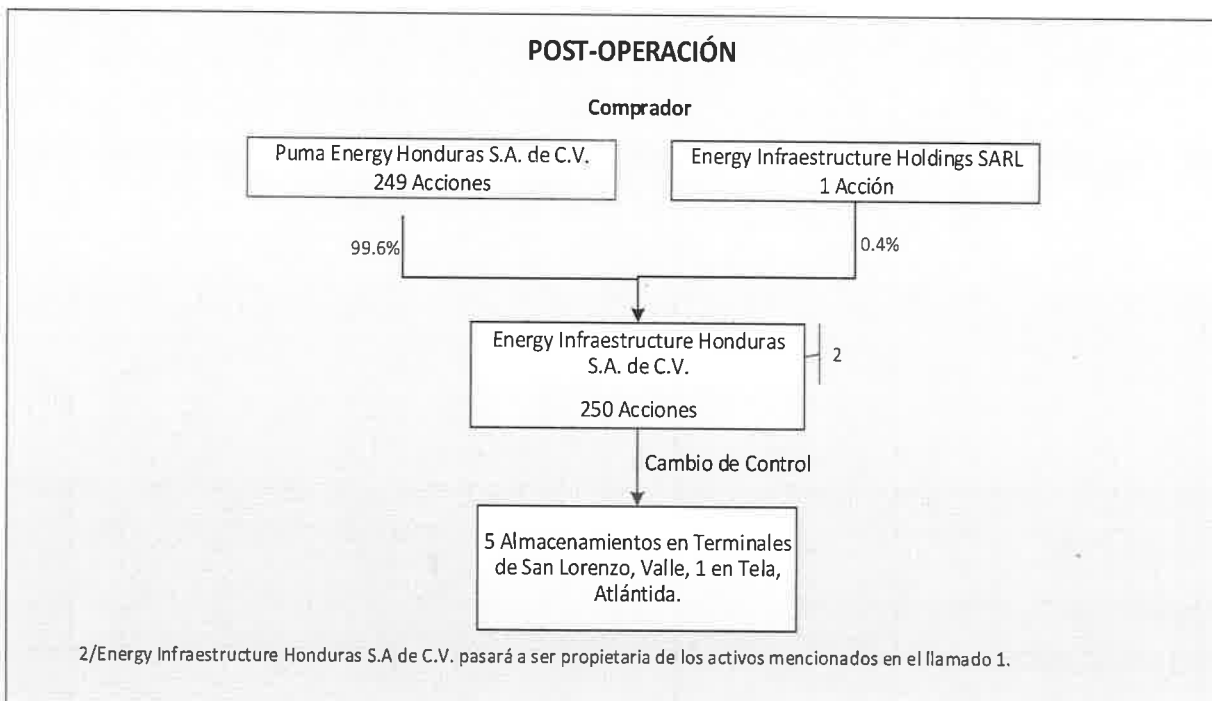 POST-OPERACIÓN
Comprador
Puma Energy Honduras S.A. de C.V.
249 Acciones
Energy Infraestructure Holdings SARL
1 Acción
99.6%
0.4%
Energy Infraestructure Honduras
S.A. de C.V.
250 Acciones
2
Cambio de Control
5 Almacenamientos en Terminales
de San Lorenzo, Valle, 1 en Tela,
Atlántida.
2/Energy Infraestructure Honduras S.A de C.V. pasará a ser propietaria de los activos mencionados en el llamado 1.